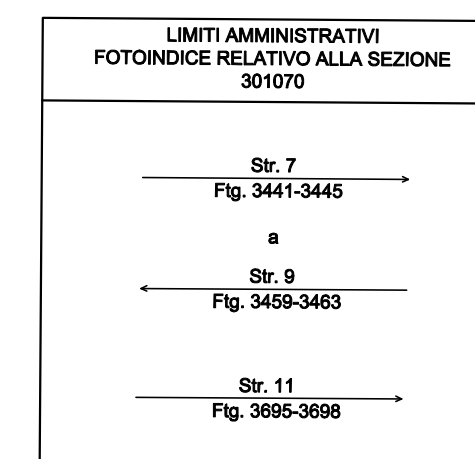 LIMITI AMMINISTRATIVI
FOTOINDICE RELATIVO ALLA SEZIONE
301070
Str. 7
Ftg. 3441-3445
a
Str. 9
Ftg. 3459-3463
Str. 11
Ftg. 3695-3698